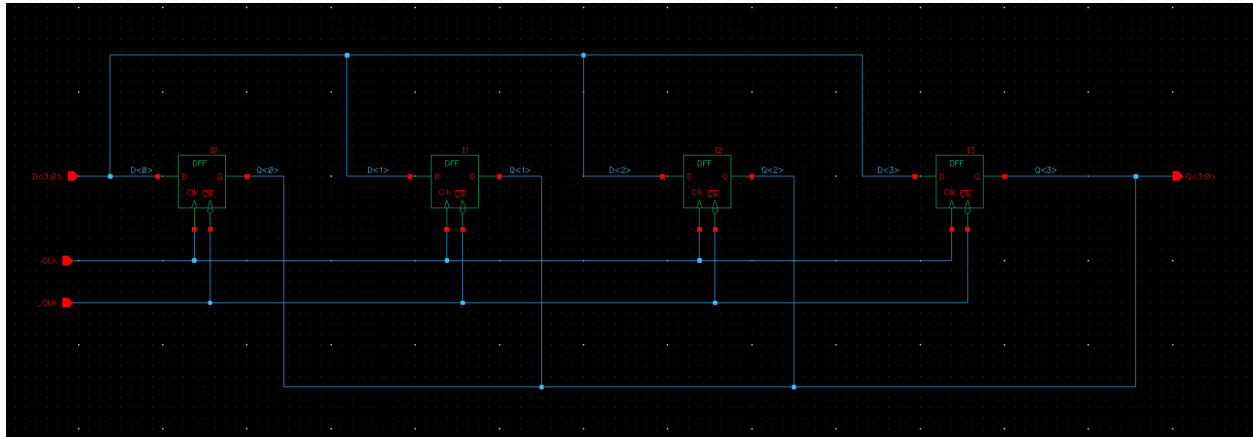 I0 I1 I2 I3
DFF DFF DFF DFF
D<3:0> D<0> D Q Q<0> D<1> D Q Q<1> D<2> D Q Q<2> D<3> D Q Q<3> Q<3:0>
Clk Clk Clk Clk Clk Clk Clk Clk
CLK
_CLK